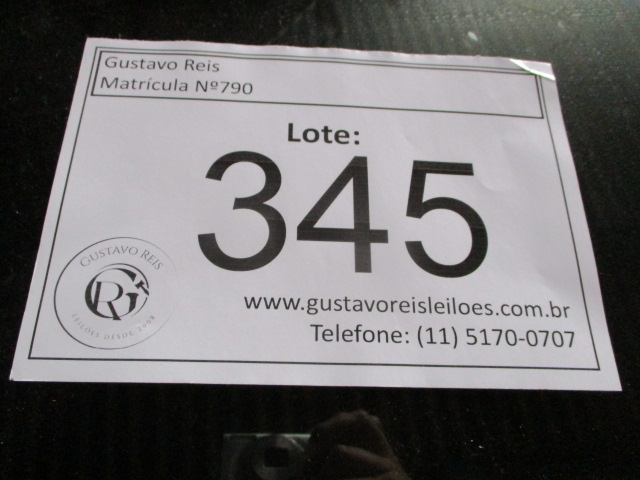 Gustavo Reis
Matrícula Nº790
Lote:
345
GUSTAVO REIS
GR
LEILÕES DESDE 2008
www.gustavoreisleiloes.com.br
Telefone: (11) 5170-0707